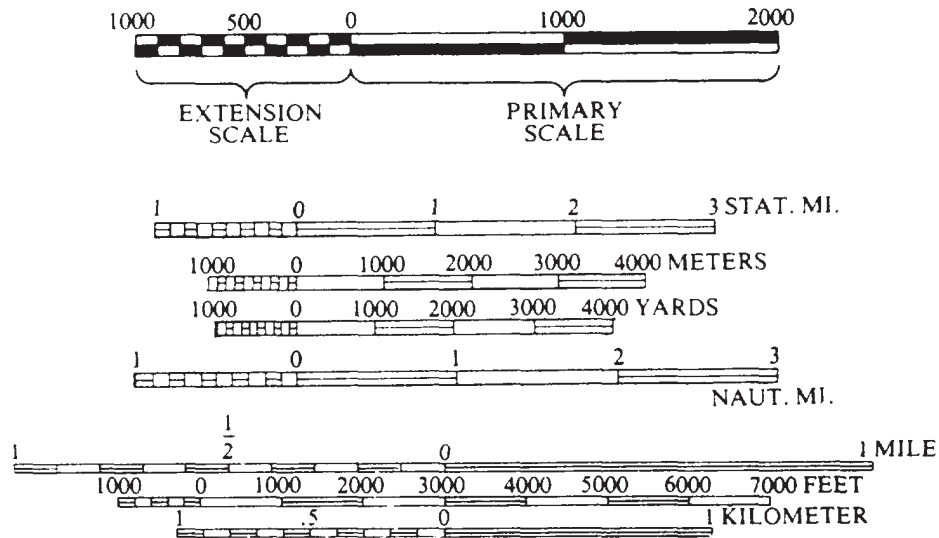 1000 500 0 1000 2000
EXTENSION SCALE
PRIMARY SCALE
1 0 1 2 3 STAT. MI.
1000 0 1000 2000 3000 4000 METERS
1000 0 1000 2000 3000 4000 YARDS
1 0 1 2 3
NAUT. MI.
1 1/2 0 1 MILE
1000 0 1000 2000 3000 4000 5000 6000 7000 FEET
1 .5 0 1 KILOMETER